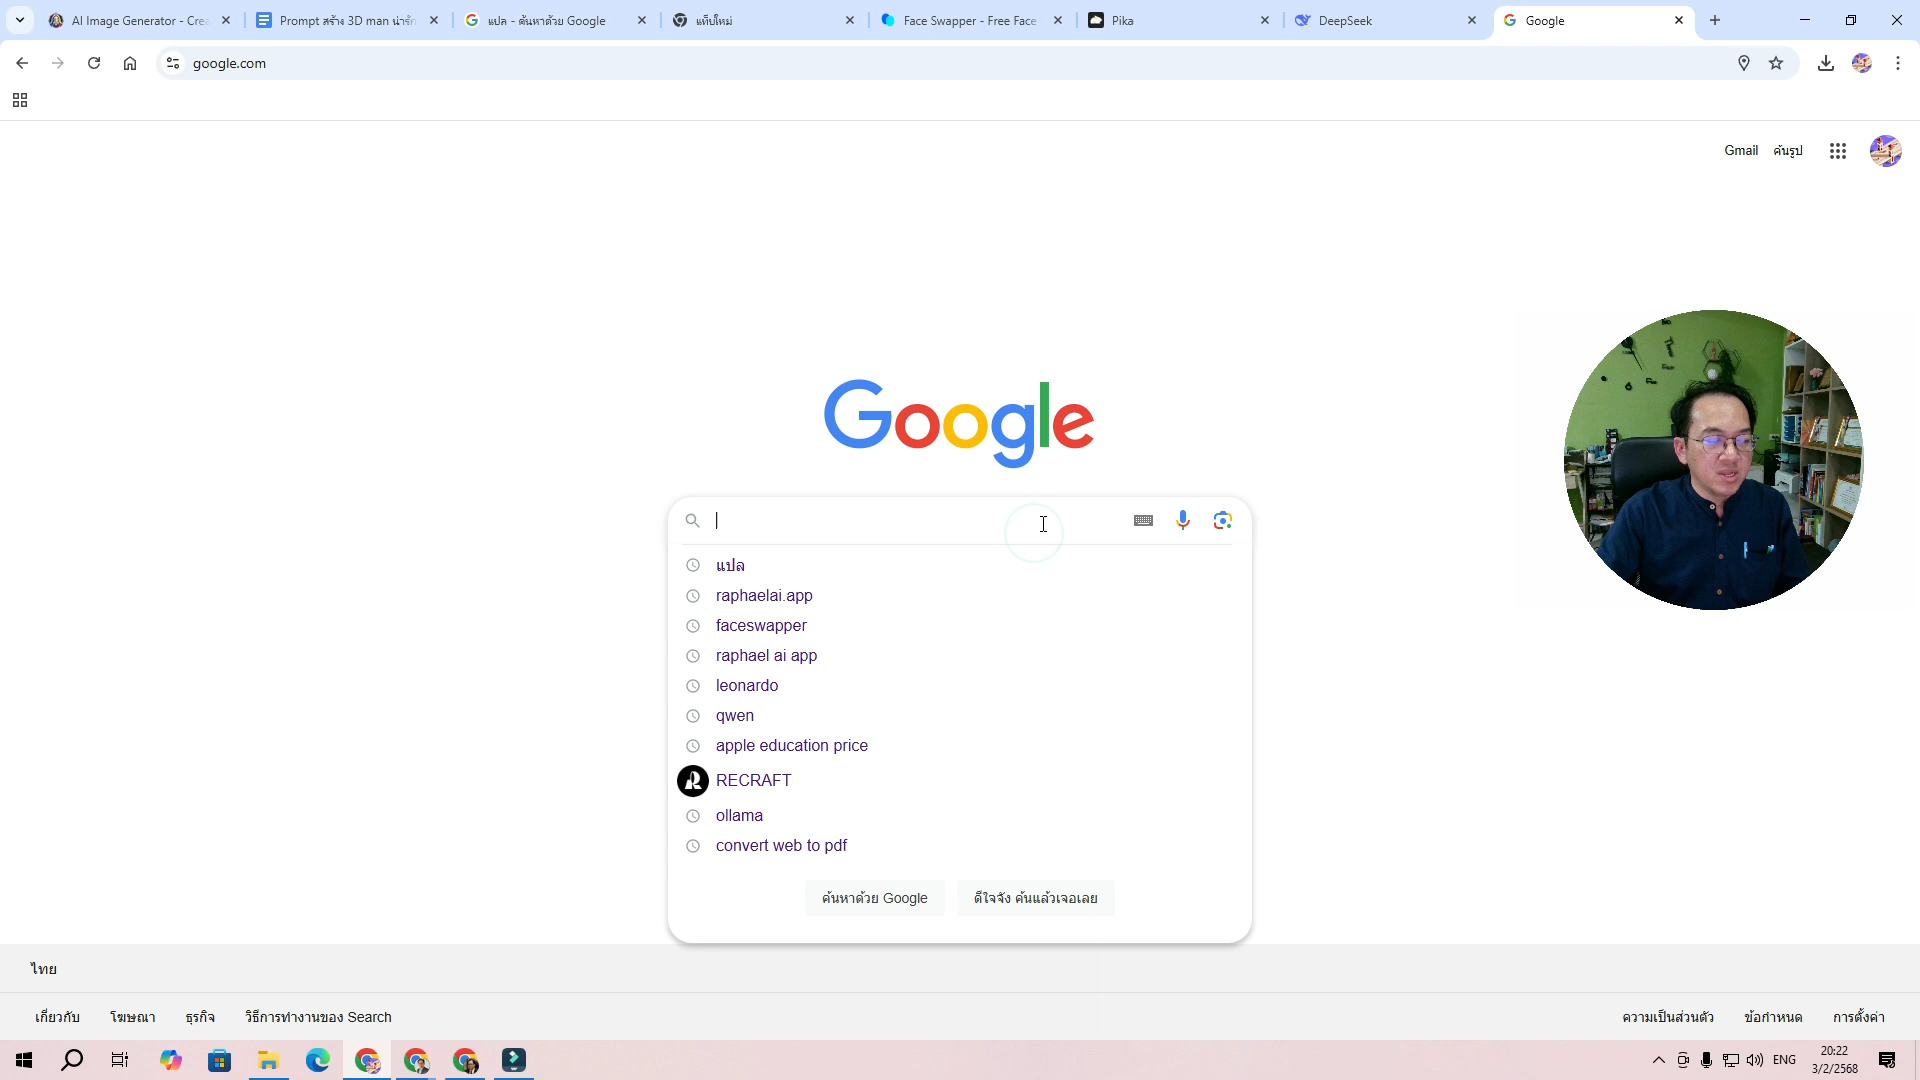 AI Image Generator - Crea
Prompt สร้าง 3D man น่ารัก
แปล - ค้นหาด้วย Google
แท็บใหม่
Face Swapper - Free Face
Pika
DeepSeek
Google
google.com
Gmail
ค้นรูป
Google
แปล
raphaelai.app
faceswapper
raphael ai app
leonardo
qwen
apple education price
RECRAFT
ollama
convert web to pdf
ค้นหาด้วย Google
ดีใจจัง ค้นแล้วเจอเลย
ไทย
เกี่ยวกับ
โฆษณา
ธุรกิจ
วิธีการทำงานของ Search
ความเป็นส่วนตัว
ข้อกำหนด
การตั้งค่า
ENG
20:22
3/2/2568